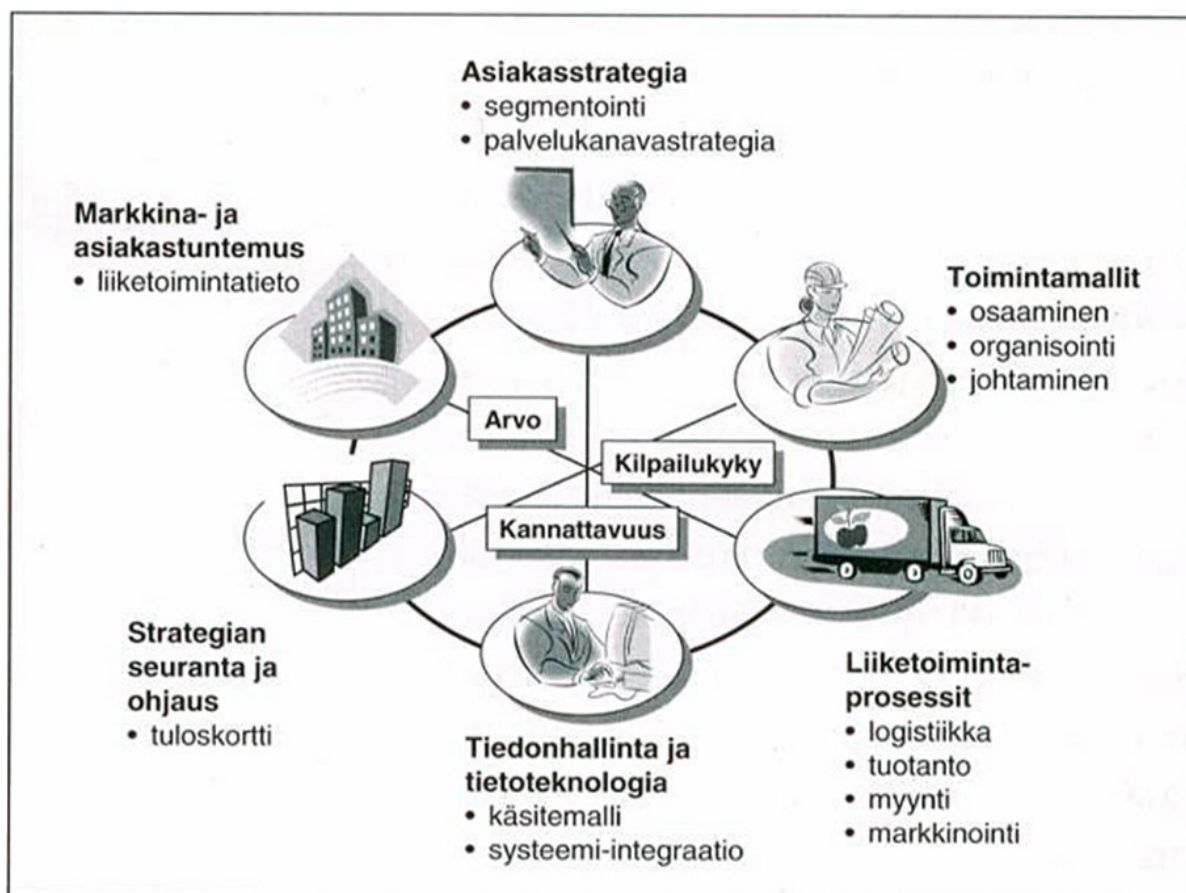 Asiakasstrategia
• segmentointi
• palvelukanavastrategia
Markkina- ja
asiakastuntemus
• liiketoimintatieto
Toimintamallit
• osaaminen
• organisointi
• johtaminen
Arvo
Kilpailukyky
Kannattavuus
Strategian
seuranta ja
ohjaus
• tuloskortti
Tiedonhallinta ja
tietoteknologia
• käsitemalli
• systeemi-integraatio
Liiketoiminta-
prosessit
• logistiikka
• tuotanto
• myynti
• markkinointi